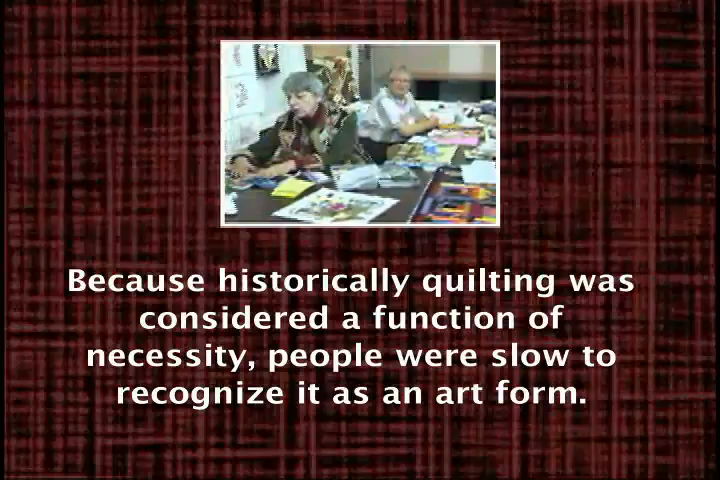 Because historically quilting was
considered a function of
necessity, people were slow to
recognize it as an art form.